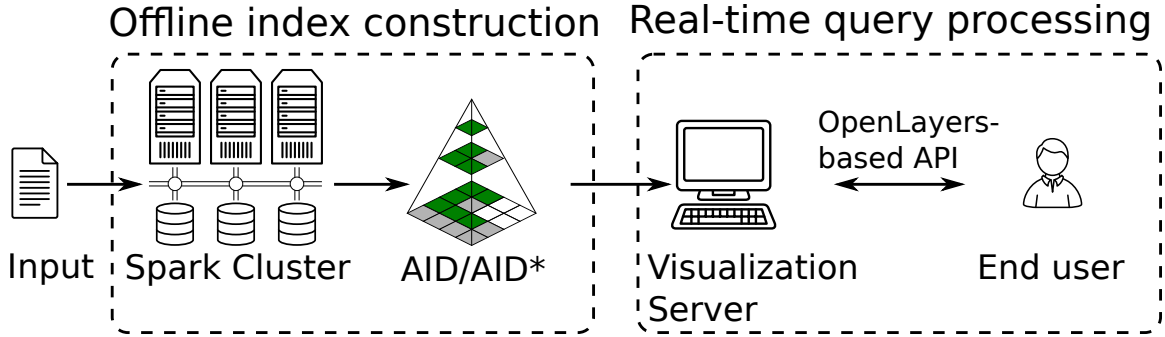 Offline index construction
Real-time query processing
OpenLayers-
based API
Input
Spark Cluster
AID/AID*
Visualization
Server
End user